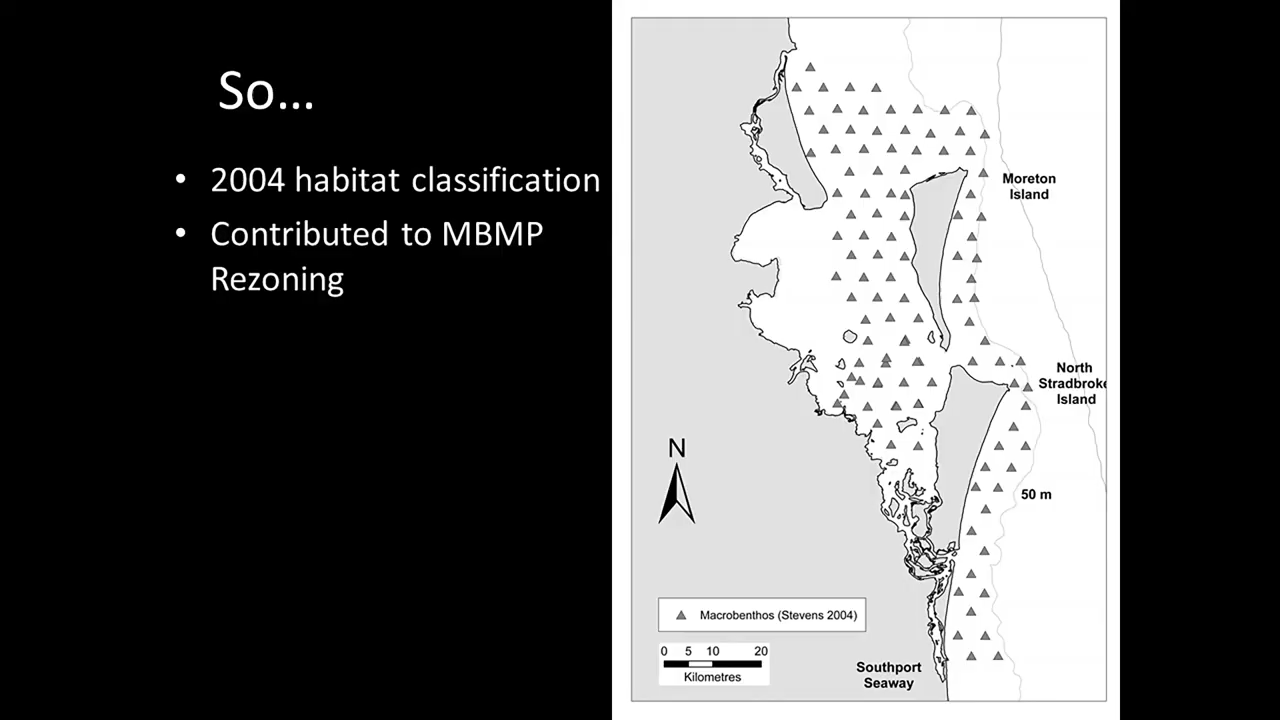 So...
• 2004 habitat classification
• Contributed to MBMP
Rezoning
Moreton
Island
North
Stradbroke
Island
50 m
N
Macrobenthos (Stevens 2004)
0 5 10 20
Kilometres
Southport
Seaway